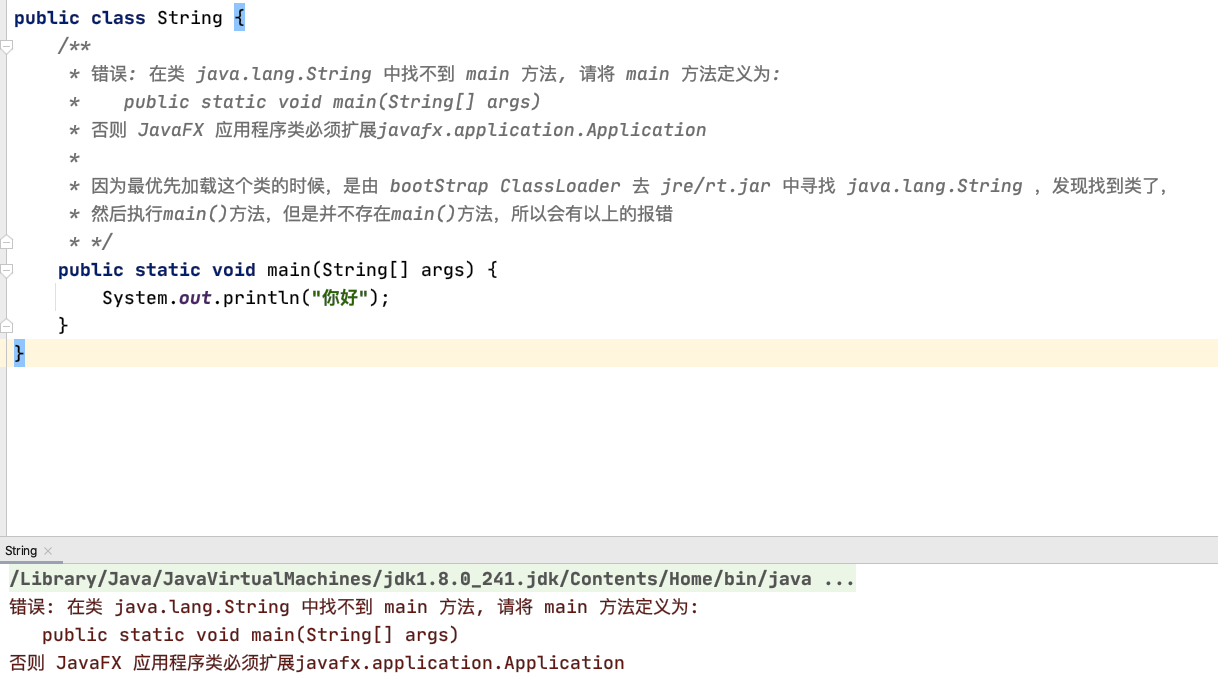 public class String {
/**
* 错误: 在类 java.lang.String 中找不到 main 方法, 请将 main 方法定义为:
*    public static void main(String[] args)
* 否则 JavaFX 应用程序类必须扩展javafx.application.Application
*
* 因为最优先加载这个类的时候，是由 bootStrap ClassLoader 去 jre/rt.jar 中寻找 java.lang.String ，发现找到类了，
* 然后执行main()方法，但是并不存在main()方法，所以会有以上的报错
* */
public static void main(String[] args) {
System.out.println("你好");
}
}
String ×
/Library/Java/JavaVirtualMachines/jdk1.8.0_241.jdk/Contents/Home/bin/java ...
错误: 在类 java.lang.String 中找不到 main 方法, 请将 main 方法定义为:
public static void main(String[] args)
否则 JavaFX 应用程序类必须扩展javafx.application.Application